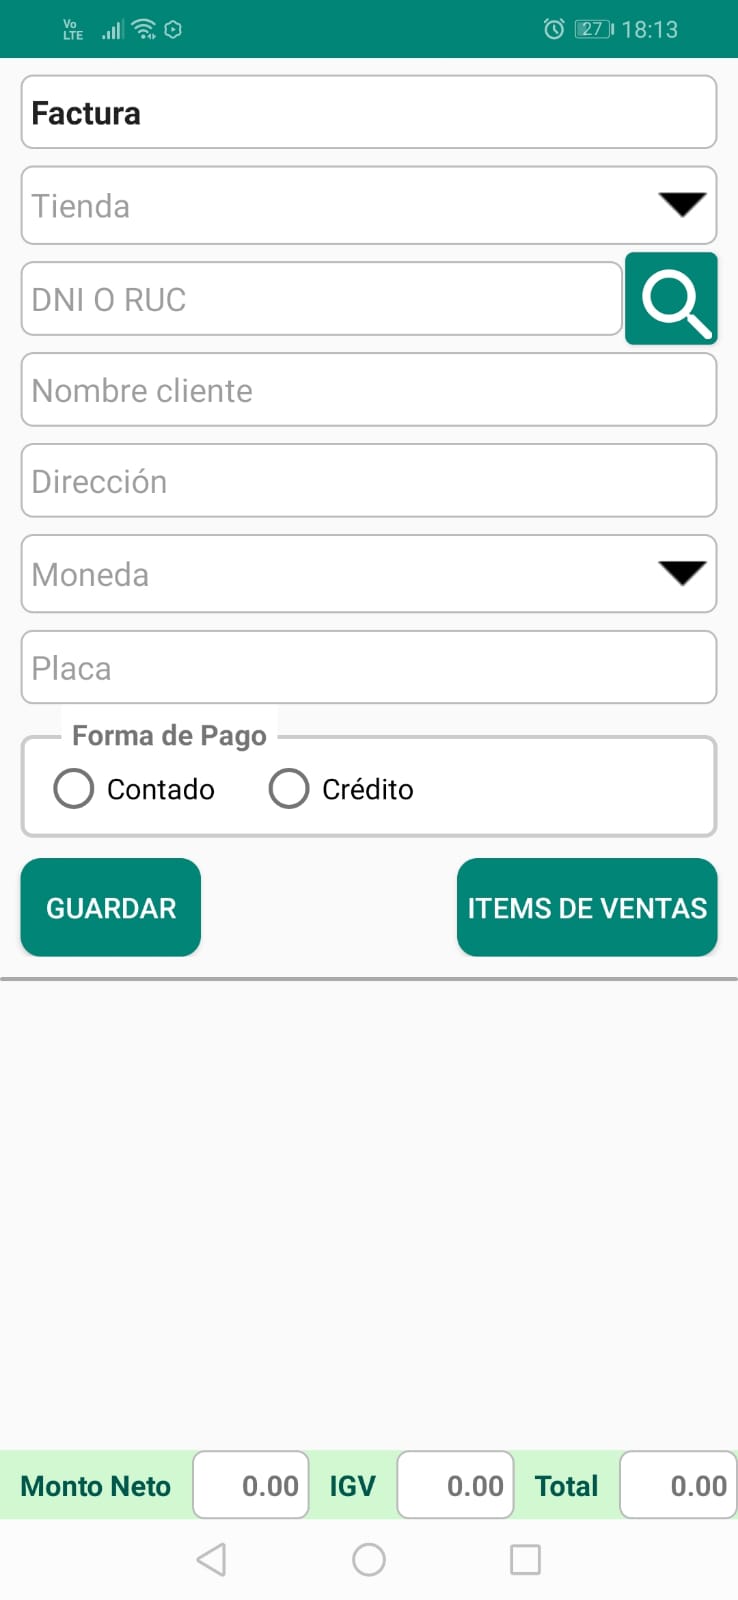 Vo
LTE 27 18:13
Factura
Tienda
DNI O RUC
Nombre cliente
Dirección
Moneda
Placa
Forma de Pago
Contado Crédito
GUARDAR ITEMS DE VENTAS
Monto Neto 0.00 IGV 0.00 Total 0.00